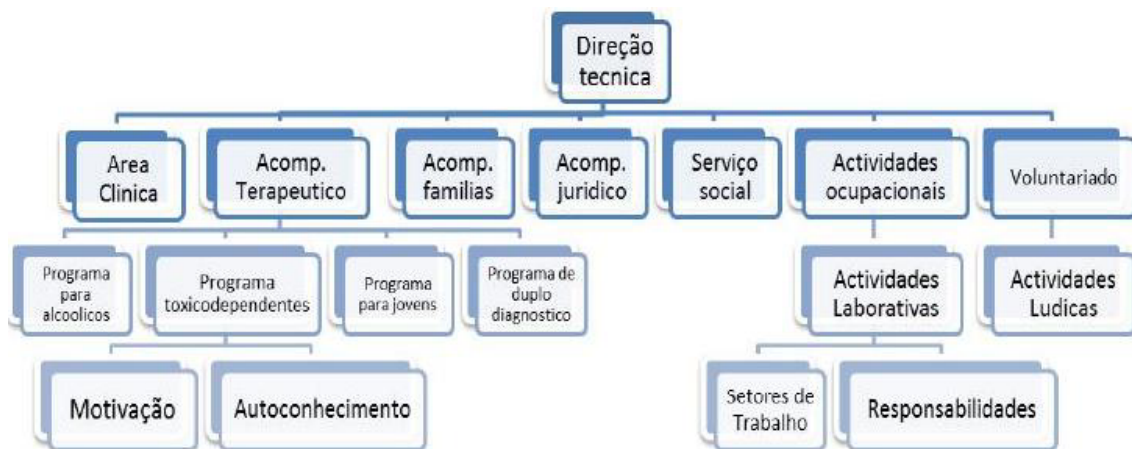 Direção
tecnica
Area
Clinica
Acomp.
Terapeutico
Acomp.
familias
Acomp.
juridico
Serviço
social
Actividades
ocupacionais
Voluntariado
Programa
para
alcoolicos
Programa
toxicodependentes
Programa
para jovens
Programa de
duplo
diagnostico
Actividades
Laborativas
Actividades
Ludicas
Motivação
Autoconhecimento
Setores de
Trabalho
Responsabilidades